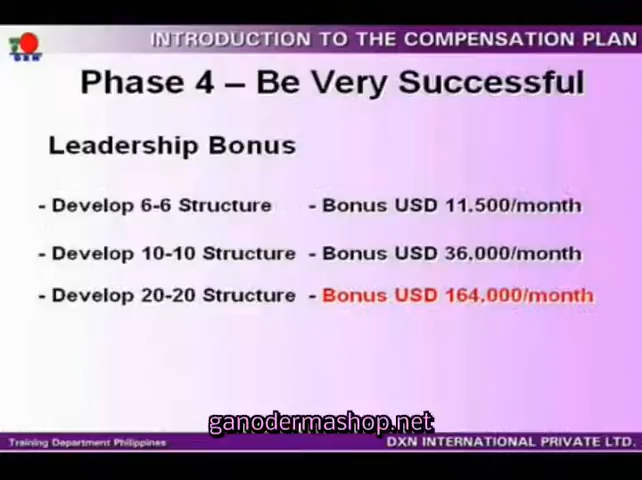 DXN
INTRODUCTION TO THE COMPENSATION PLAN
Phase 4 – Be Very Successful
Leadership Bonus
- Develop 6-6 Structure - Bonus USD 11.500/month
- Develop 10-10 Structure - Bonus USD 36,000/month
- Develop 20-20 Structure - Bonus USD 164,000/month
ganodermashop.net
Training Department Philippines DXN INTERNATIONAL PRIVATE LTD.